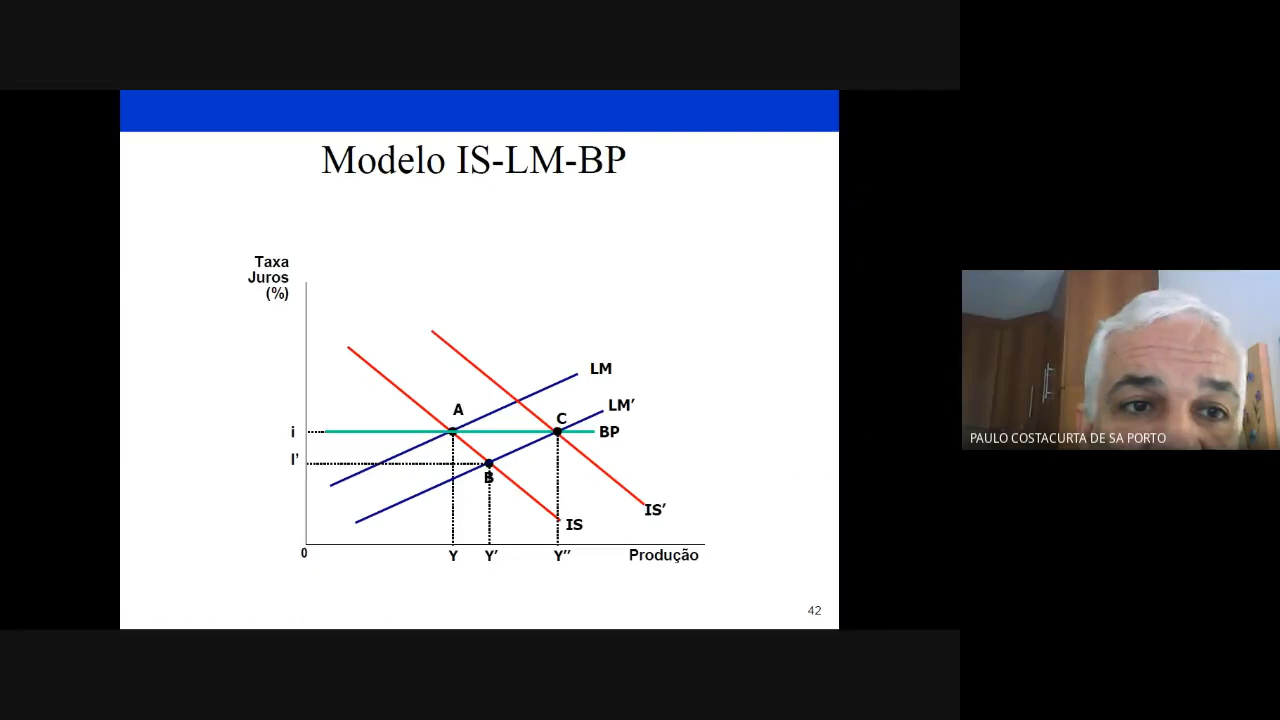 Modelo IS-LM-BP
Taxa
Juros
(%)
LM
A
LM′
C
i
BP
I’
B
IS′
IS
0
Y
Y′
Y′′
Produção
42
PAULO COSTACURTA DE SA PORTO